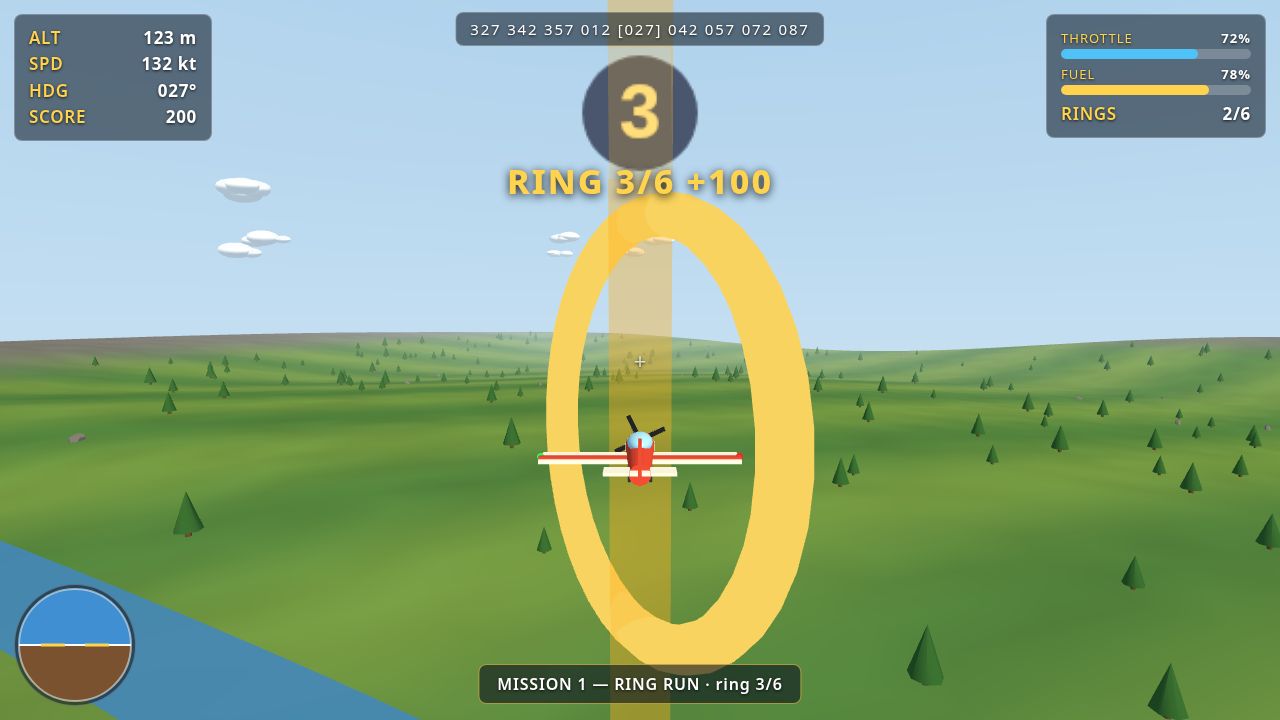 ALT 123 m
SPD 132 kt
HDG 027°
SCORE 200
327 342 357 012 [027] 042 057 072 087
3
RING 3/6 +100
THROTTLE 72%
FUEL 78%
RINGS 2/6
MISSION 1 — RING RUN · ring 3/6